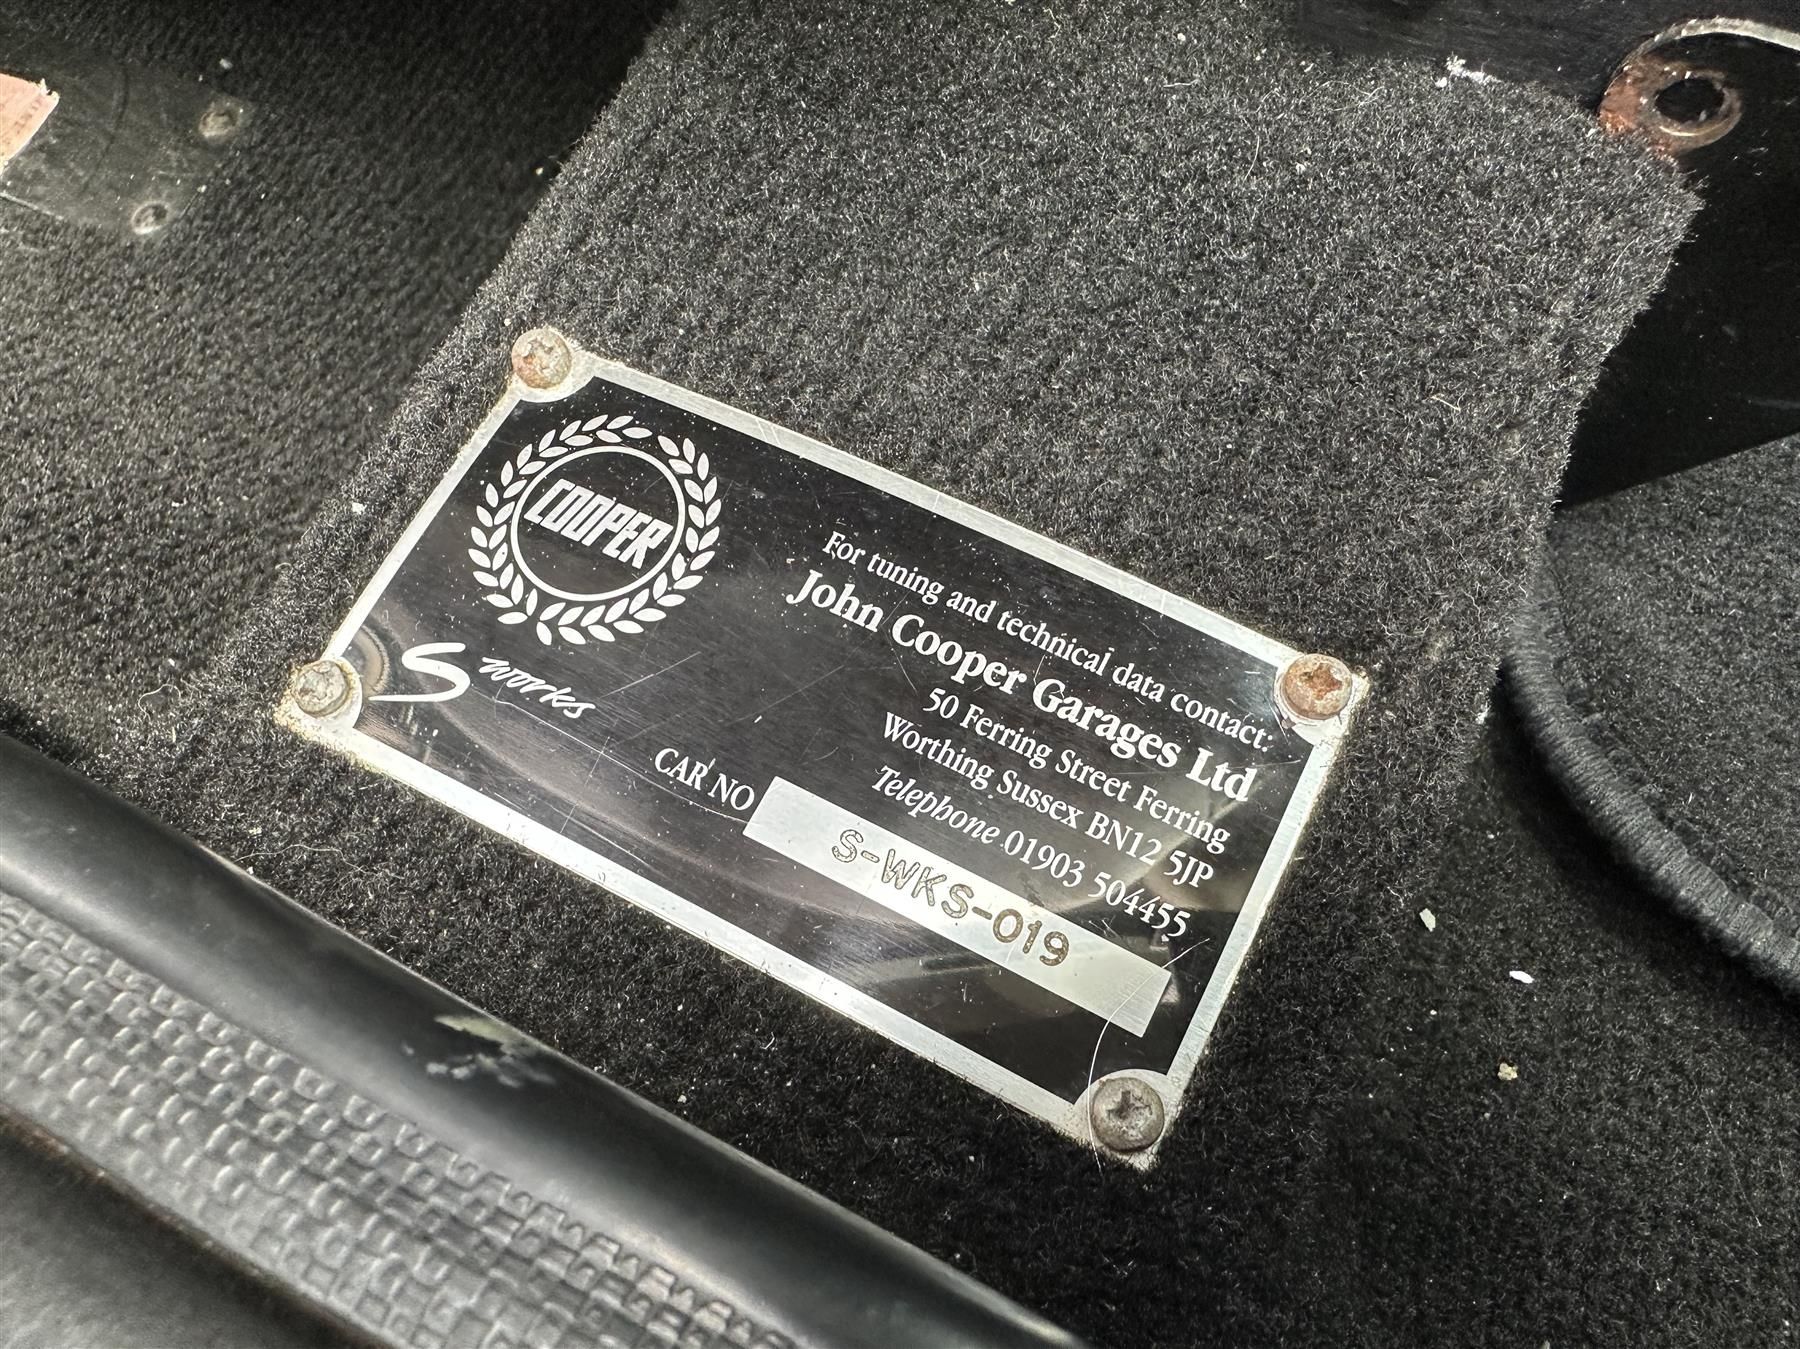 COOPER
S works
For tuning and technical data contact:
John Cooper Garages Ltd
50 Ferring Street Ferring
Worthing Sussex BN12 5JP
Telephone 01903 504455
CAR NO S-WKS-019